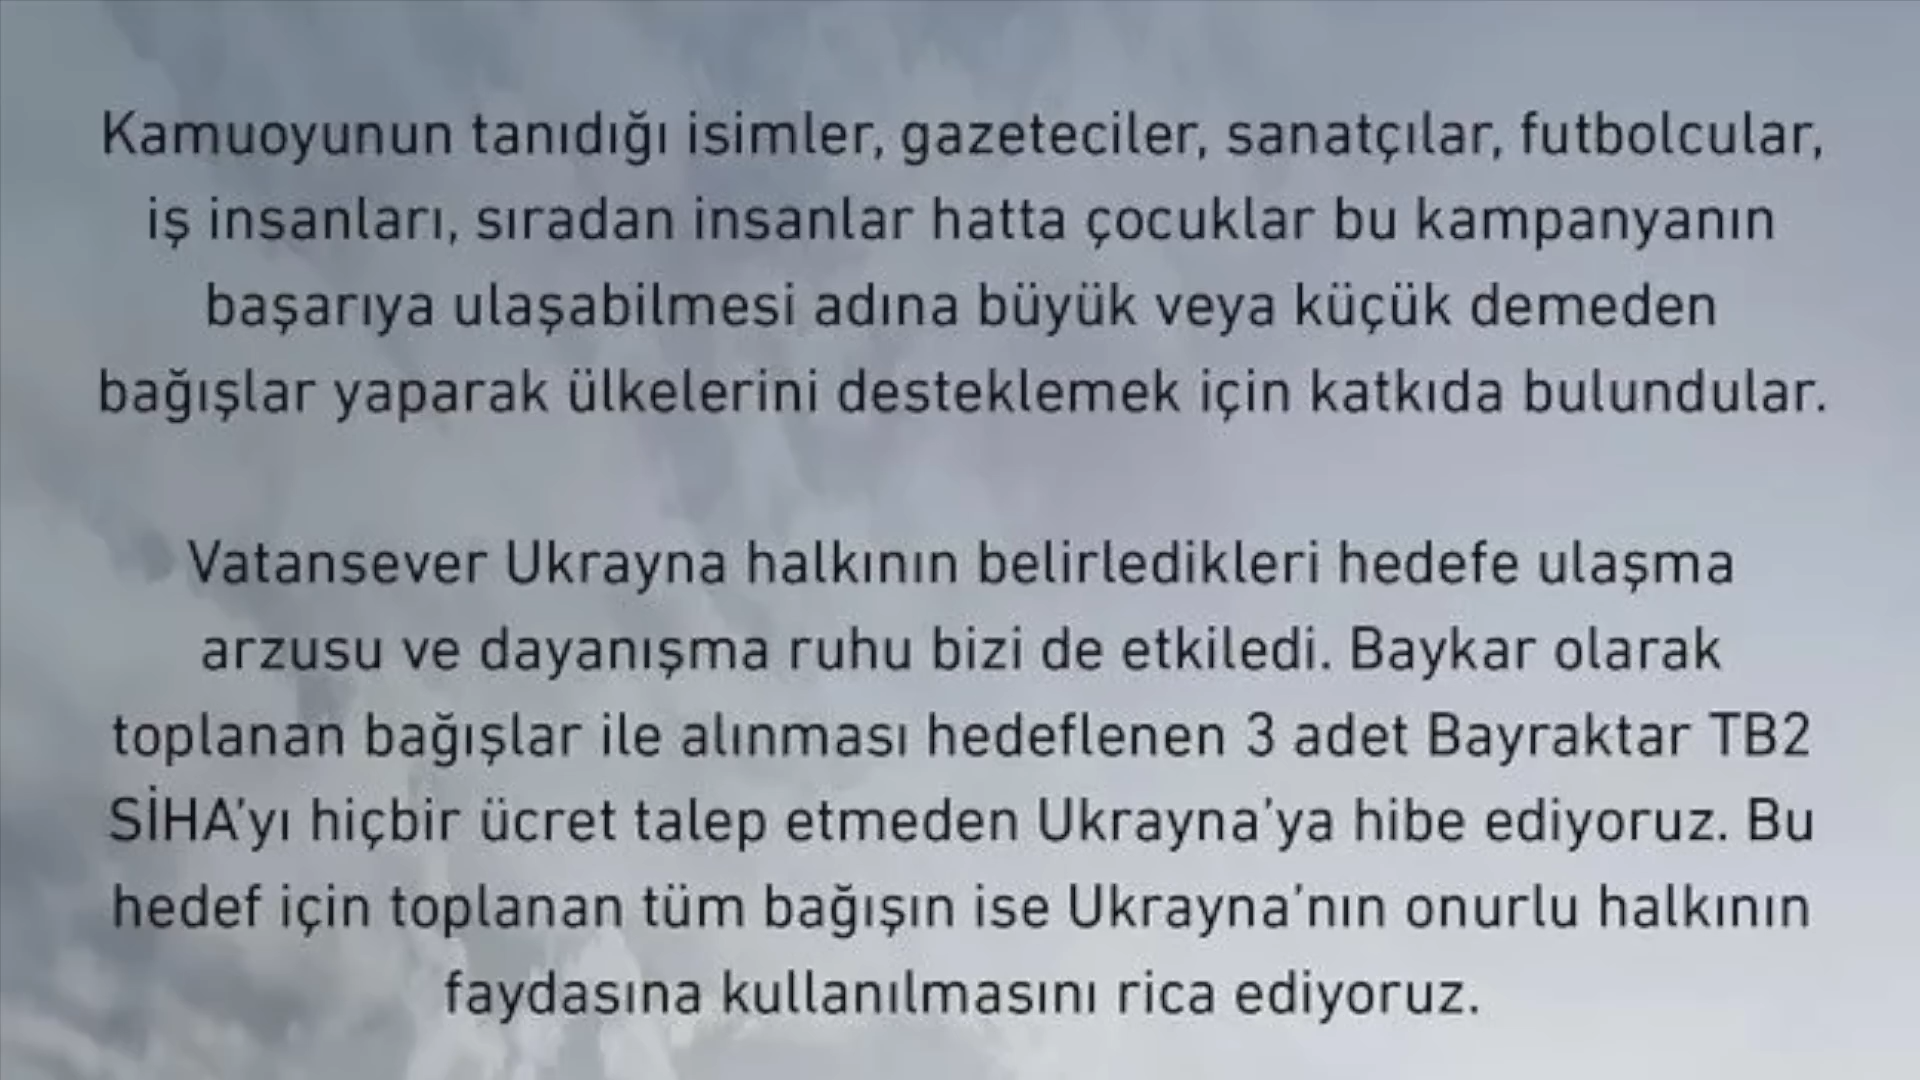 Kamuoyunun tanıdığı isimler, gazeteciler, sanatçılar, futbolcular,
iş insanları, sıradan insanlar hatta çocuklar bu kampanyanın
başarıya ulaşabilmesi adına büyük veya küçük demeden
bağışlar yaparak ülkelerini desteklemek için katkıda bulundular.
Vatansever Ukrayna halkının belirledikleri hedefe ulaşma
arzusu ve dayanışma ruhu bizi de etkiledi. Baykar olarak
toplanan bağışlar ile alınması hedeflenen 3 adet Bayraktar TB2
SİHA’yı hiçbir ücret talep etmeden Ukrayna’ya hibe ediyoruz. Bu
hedef için toplanan tüm bağışın ise Ukrayna’nın onurlu halkının
faydasına kullanılmasını rica ediyoruz.